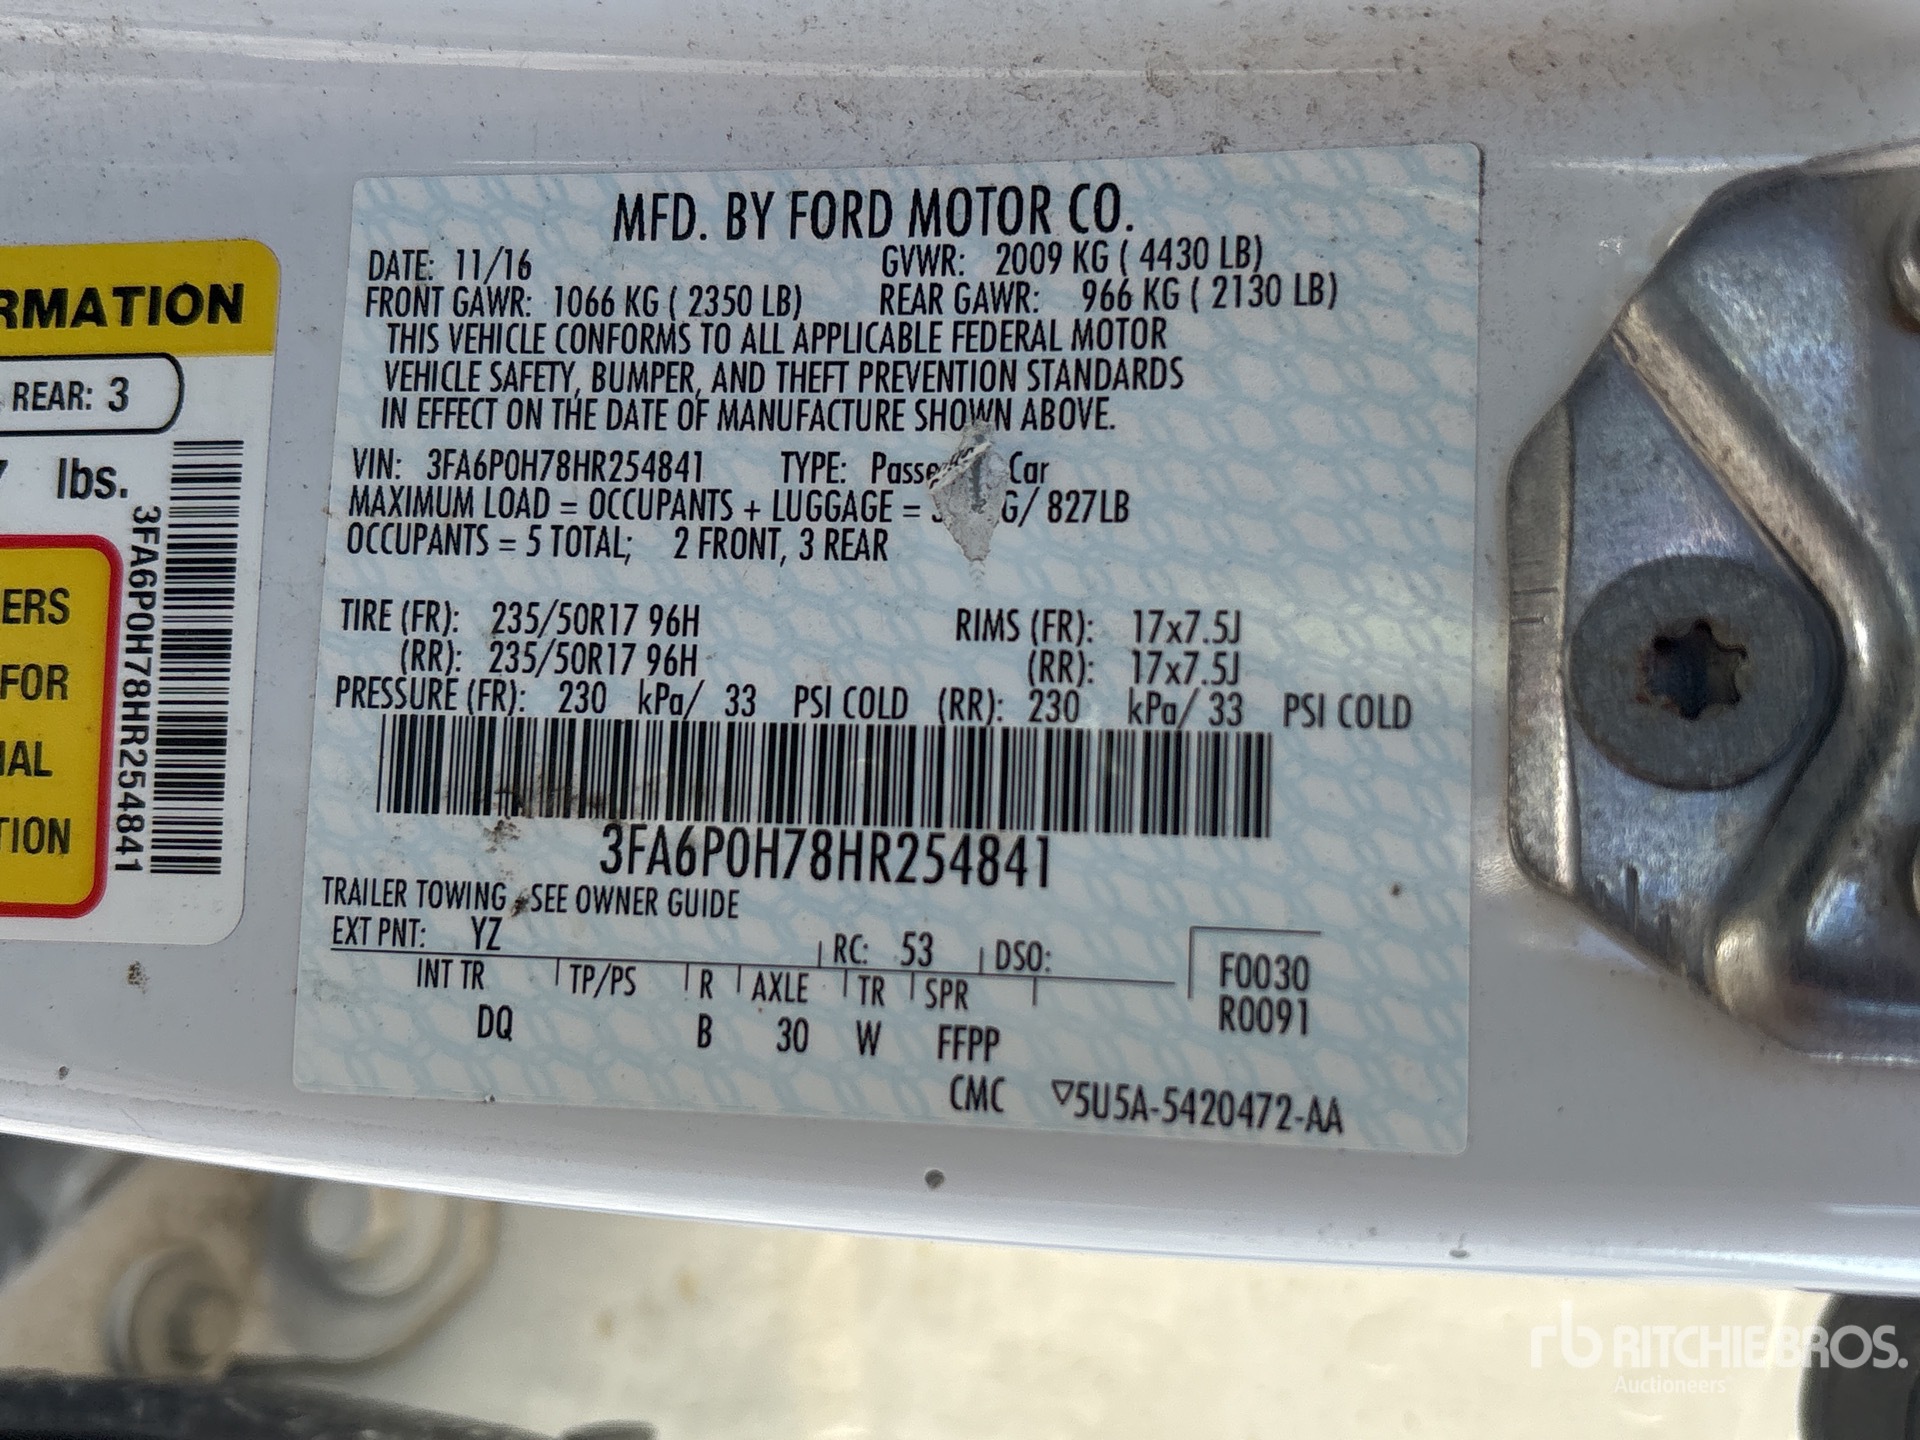 RMATION
REAR: 3
lbs.
3FA6P0H78HR254841
ERS
FOR
TION
MFD. BY FORD MOTOR CO.
DATE: 11/16 GVWR: 2009 KG ( 4430 LB)
FRONT GAWR: 1066 KG ( 2350 LB) REAR GAWR: 966 KG ( 2130 LB)
THIS VEHICLE CONFORMS TO ALL APPLICABLE FEDERAL MOTOR
VEHICLE SAFETY, BUMPER, AND THEFT PREVENTION STANDARDS
IN EFFECT ON THE DATE OF MANUFACTURE SHOWN ABOVE.
VIN: 3FA6P0H78HR254841 TYPE: Passe Car
MAXIMUM LOAD = OCCUPANTS + LUGGAGE = G/ 827LB
OCCUPANTS = 5 TOTAL; 2 FRONT, 3 REAR
TIRE (FR): 235/50R17 96H RIMS (FR): 17x7.5J
(RR): 235/50R17 96H (RR): 17x7.5J
PRESSURE (FR): 230 kPa/ 33 PSI COLD (RR): 230 kPa/ 33 PSI COLD
3FA6P0H78HR254841
TRAILER TOWING - SEE OWNER GUIDE
EXT PNT: YZ RC: 53 DSO:
F0030
R0091
INT TR TP/PS R AXLE TR SPR
DQ B 30 W FFPP
CMC ▽5U5A-5420472-AA
rb RITCHIE BROS.
Auctioneers